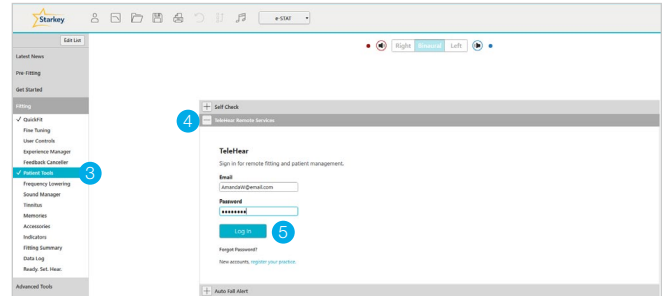 Starkey
e-STAT
Edit List
Right Binaural Left
Latest News
Pre-Fitting
Get Started
Fitting
QuickFit
Fine Tuning
User Controls
Experience Manager
Feedback Canceller
Patient Tools
3
Frequency Lowering
Sound Manager
Tinnitus
Memories
Accessories
Indicators
Fitting Summary
Data Log
Ready. Set. Hear.
Advanced Tools
Self Check
4
TeleHear Remote Services
TeleHear
Sign in for remote fitting and patient management.
Email
AmandaW@email.com
Password
Log in
5
Forgot Password?
New accounts, register your practice.
Auto Fall Alert